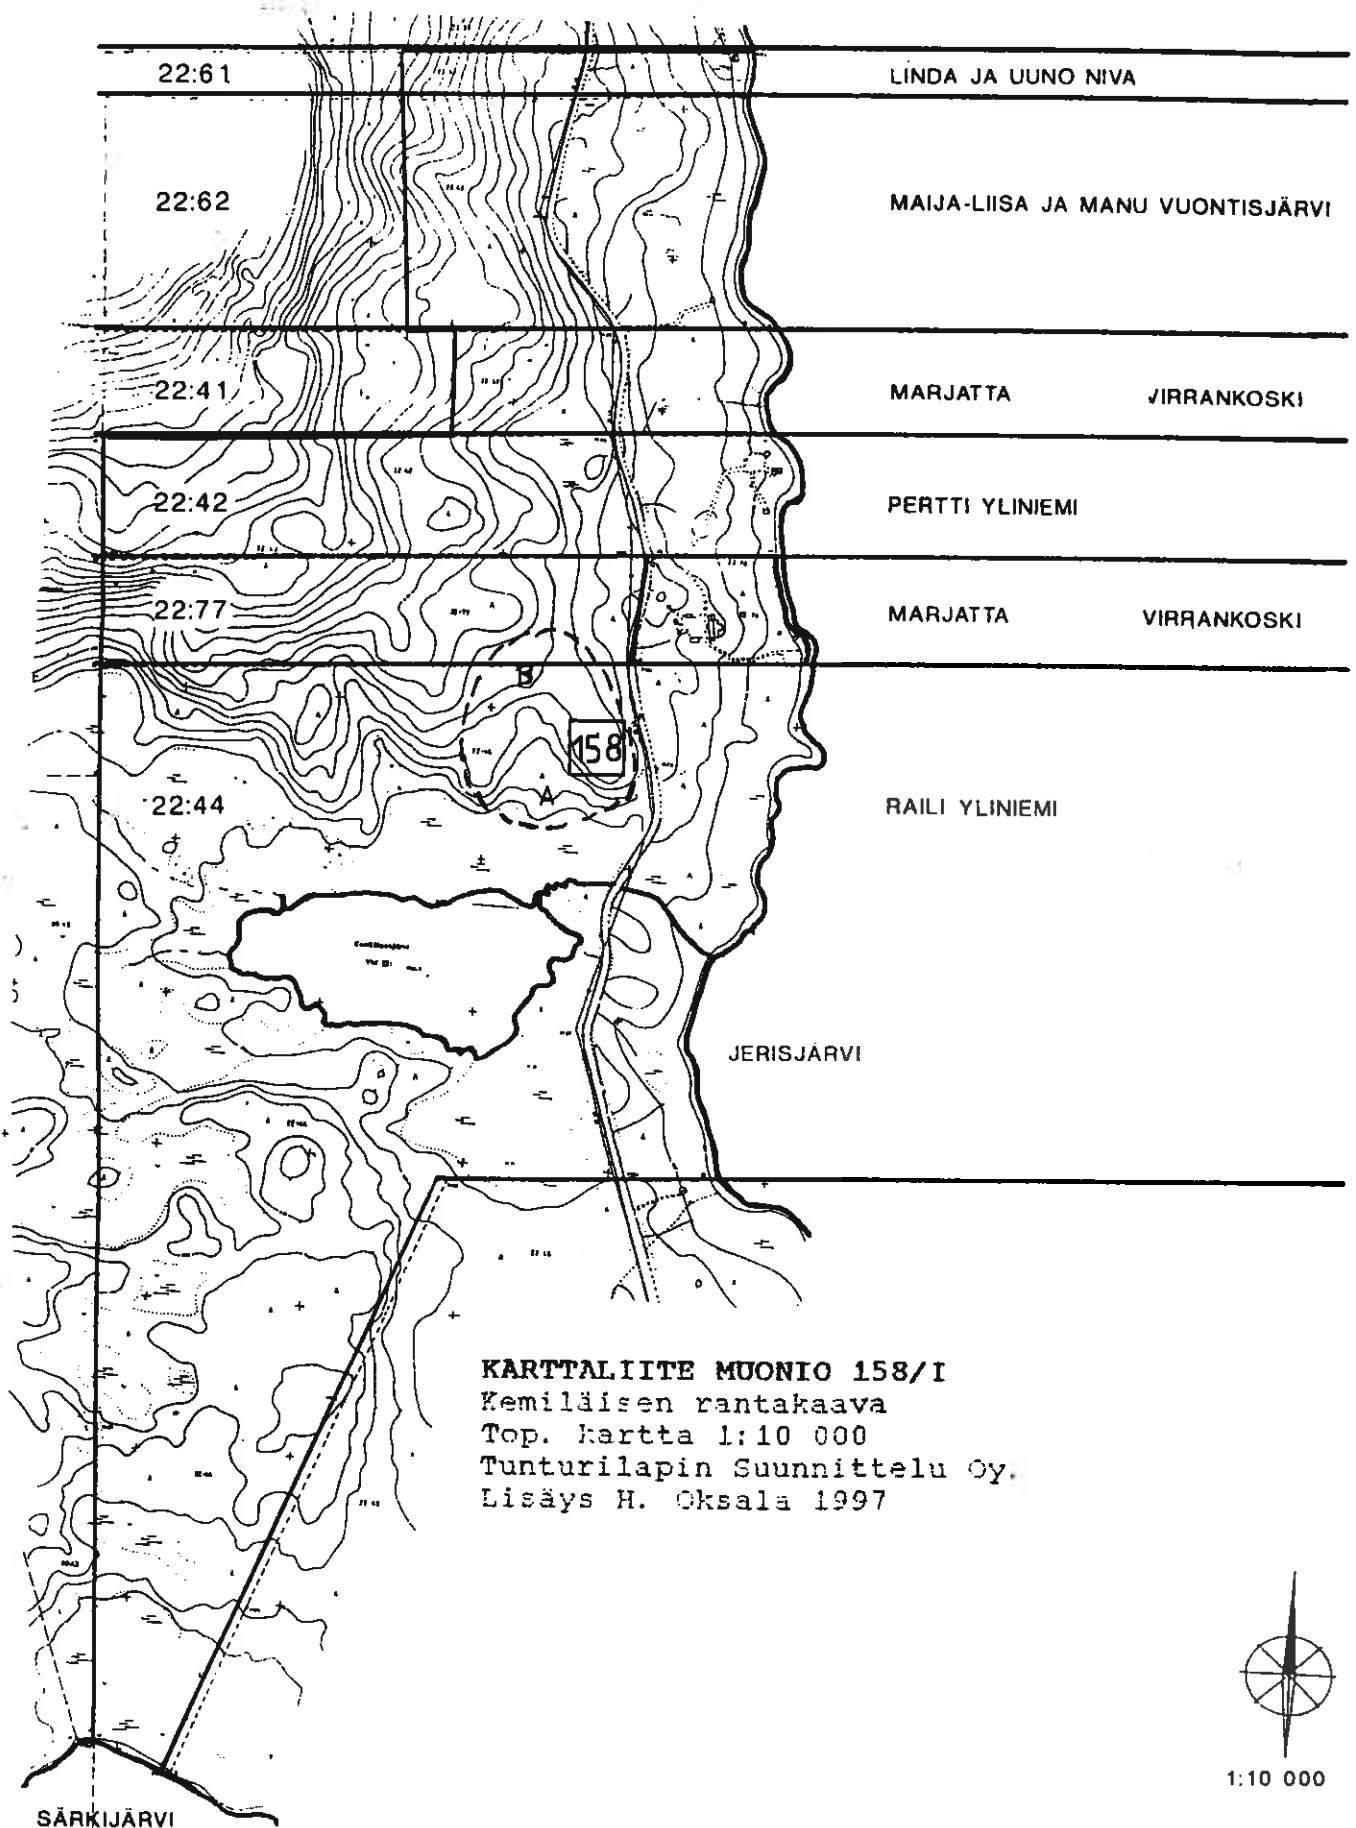 22:61 LINDA JA UUNO NIVA
22:62 MAIJA-LIISA JA MANU VUONTISJÄRVI
22:41 MARJATTA VIRRANKOSKI
22:42 PERTTI YLINIEMI
22:77 MARJATTA VIRRANKOSKI
B
158
A
22:44 RAILI YLINIEMI
JERISJÄRVI
KARTTALIITE MUONIO 158/I
Kemiläisen rantakaava
Top. kartta 1:10 000
Tunturilapin Suunnittelu Oy.
Lisäys H. Oksala 1997
1:10 000
SÄRKIJÄRVI